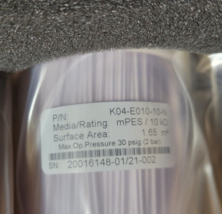 P/N: K04-E010-10-N
Media/Rating: mPES / 10 kD
Surface Area: 1.65 m²
Max.Op.Pressure 30 psig (2 bar)
SN: 20016148-01/21-002